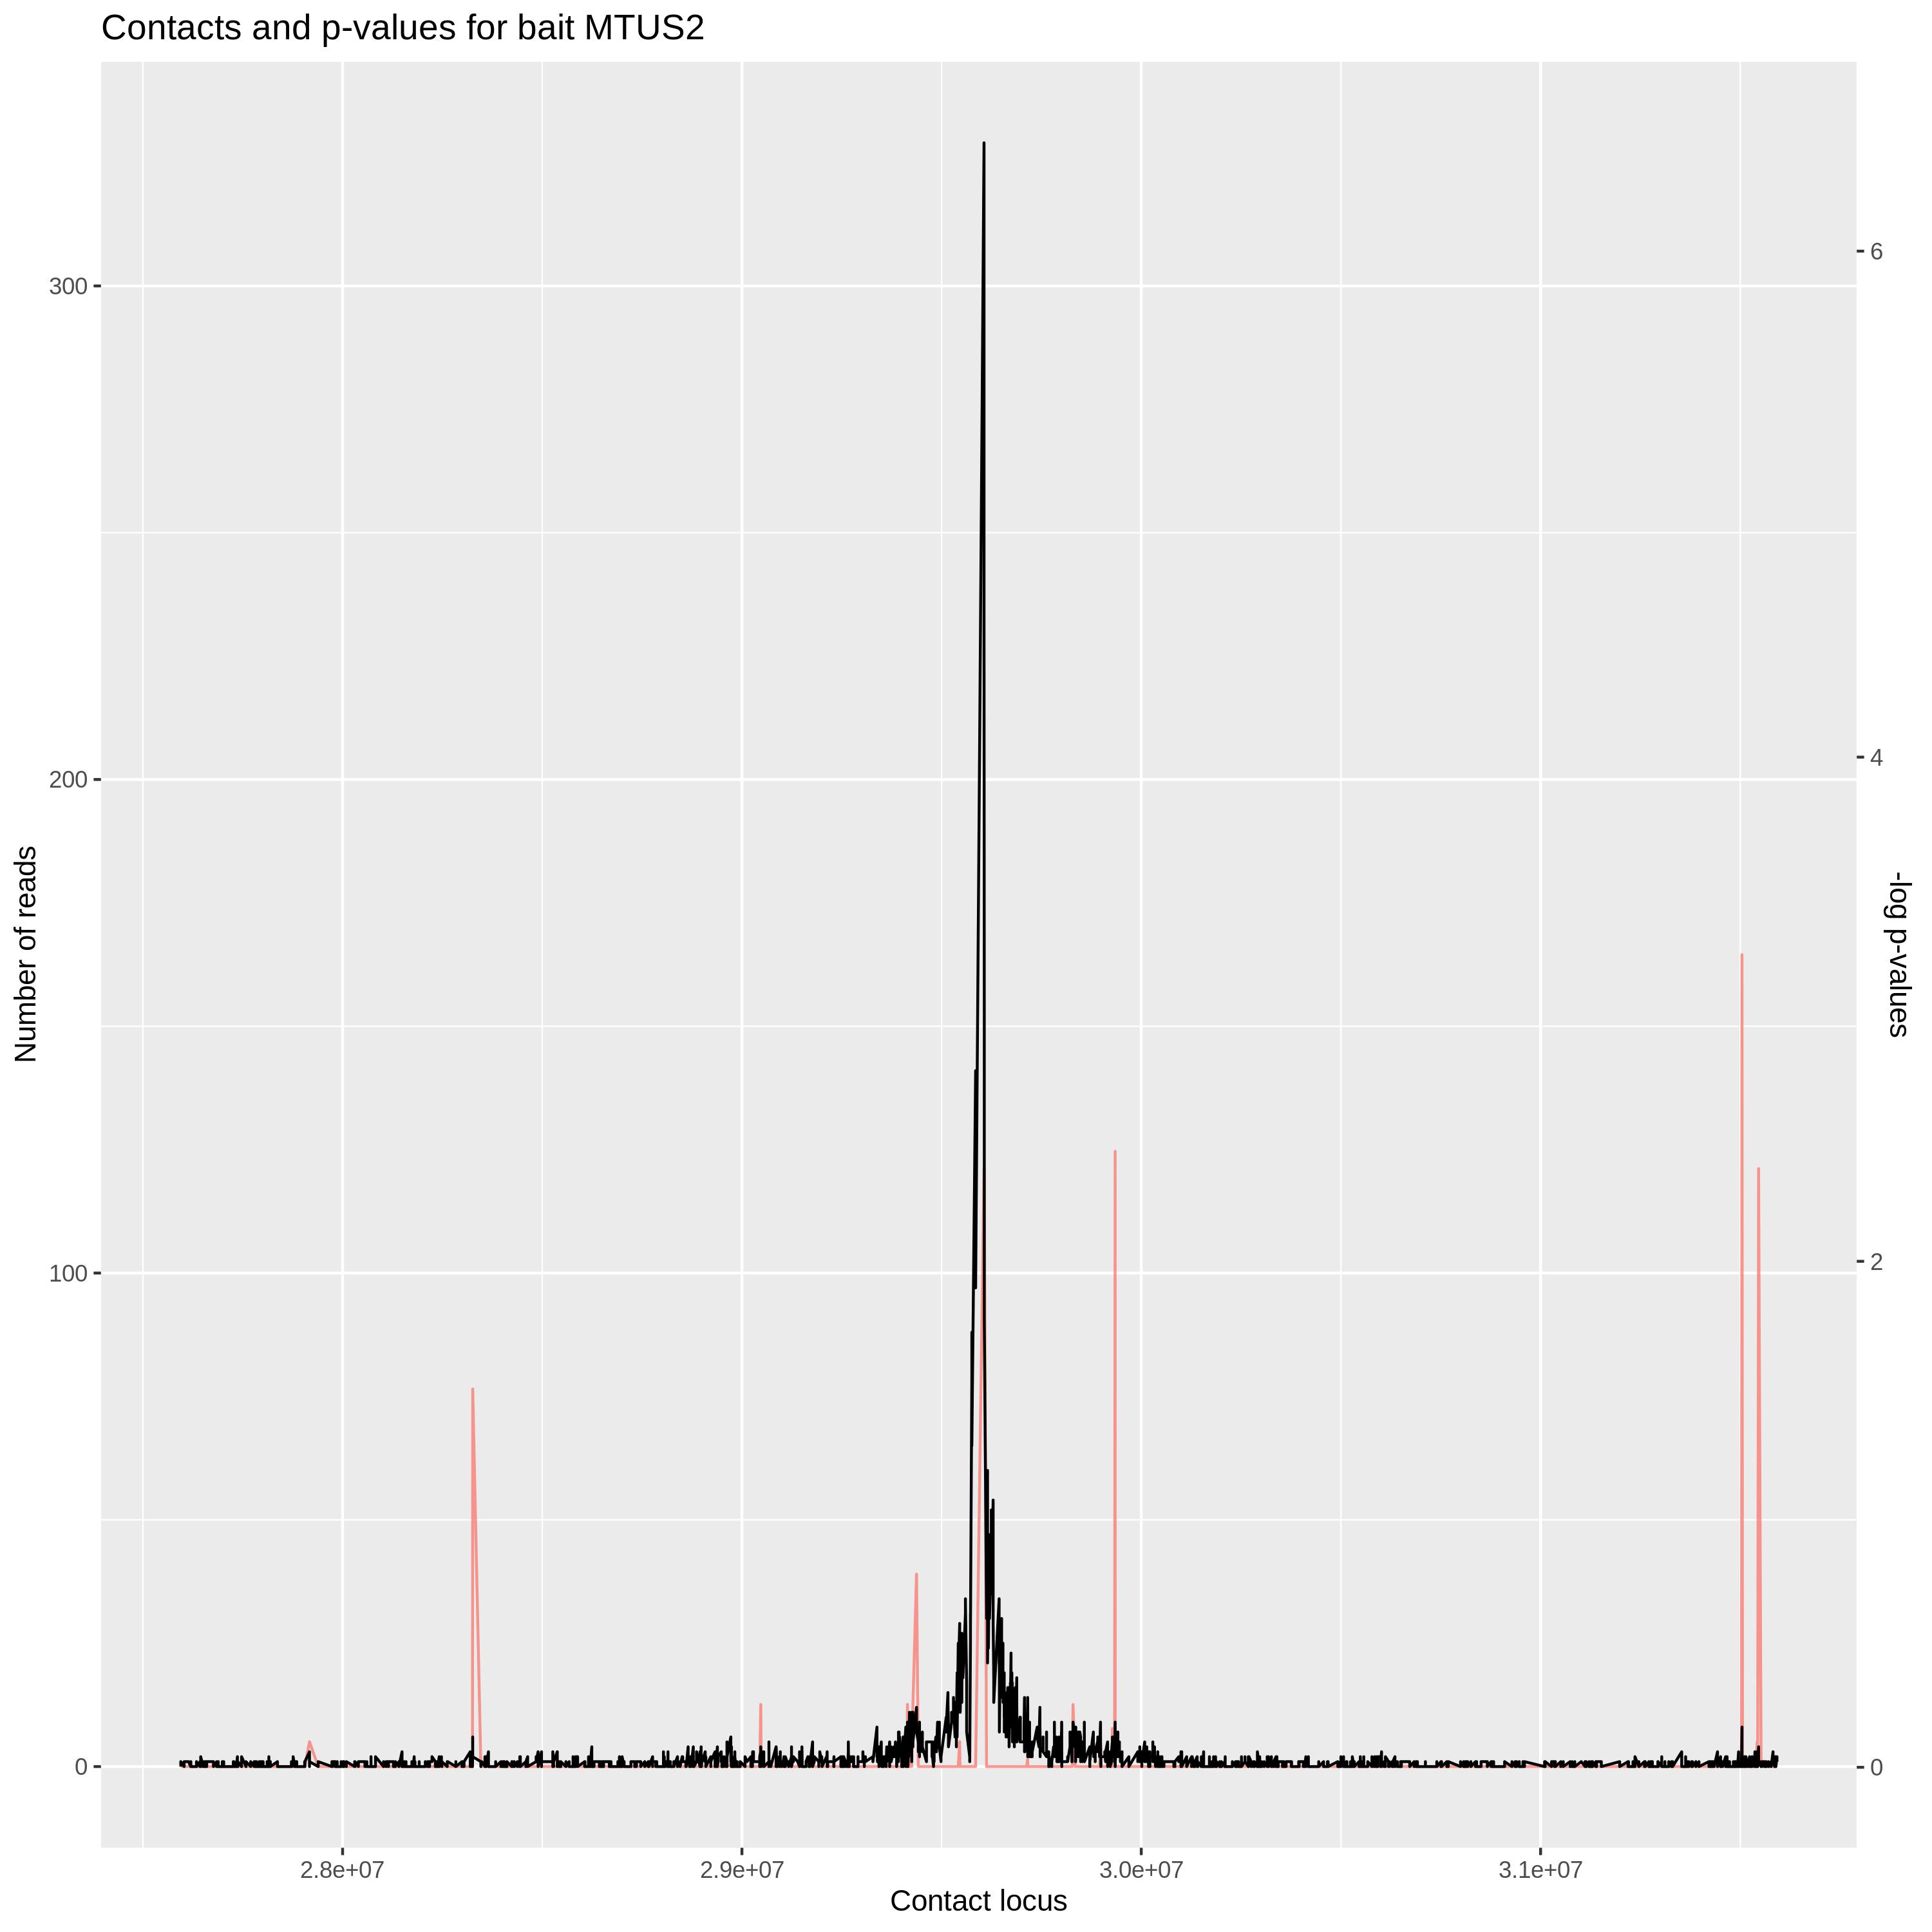 Contacts and p-values for bait MTUS2
300
200
100
0
Number of reads
6
4
2
0
-log p-values
2.8e+07 2.9e+07 3.0e+07 3.1e+07
Contact locus